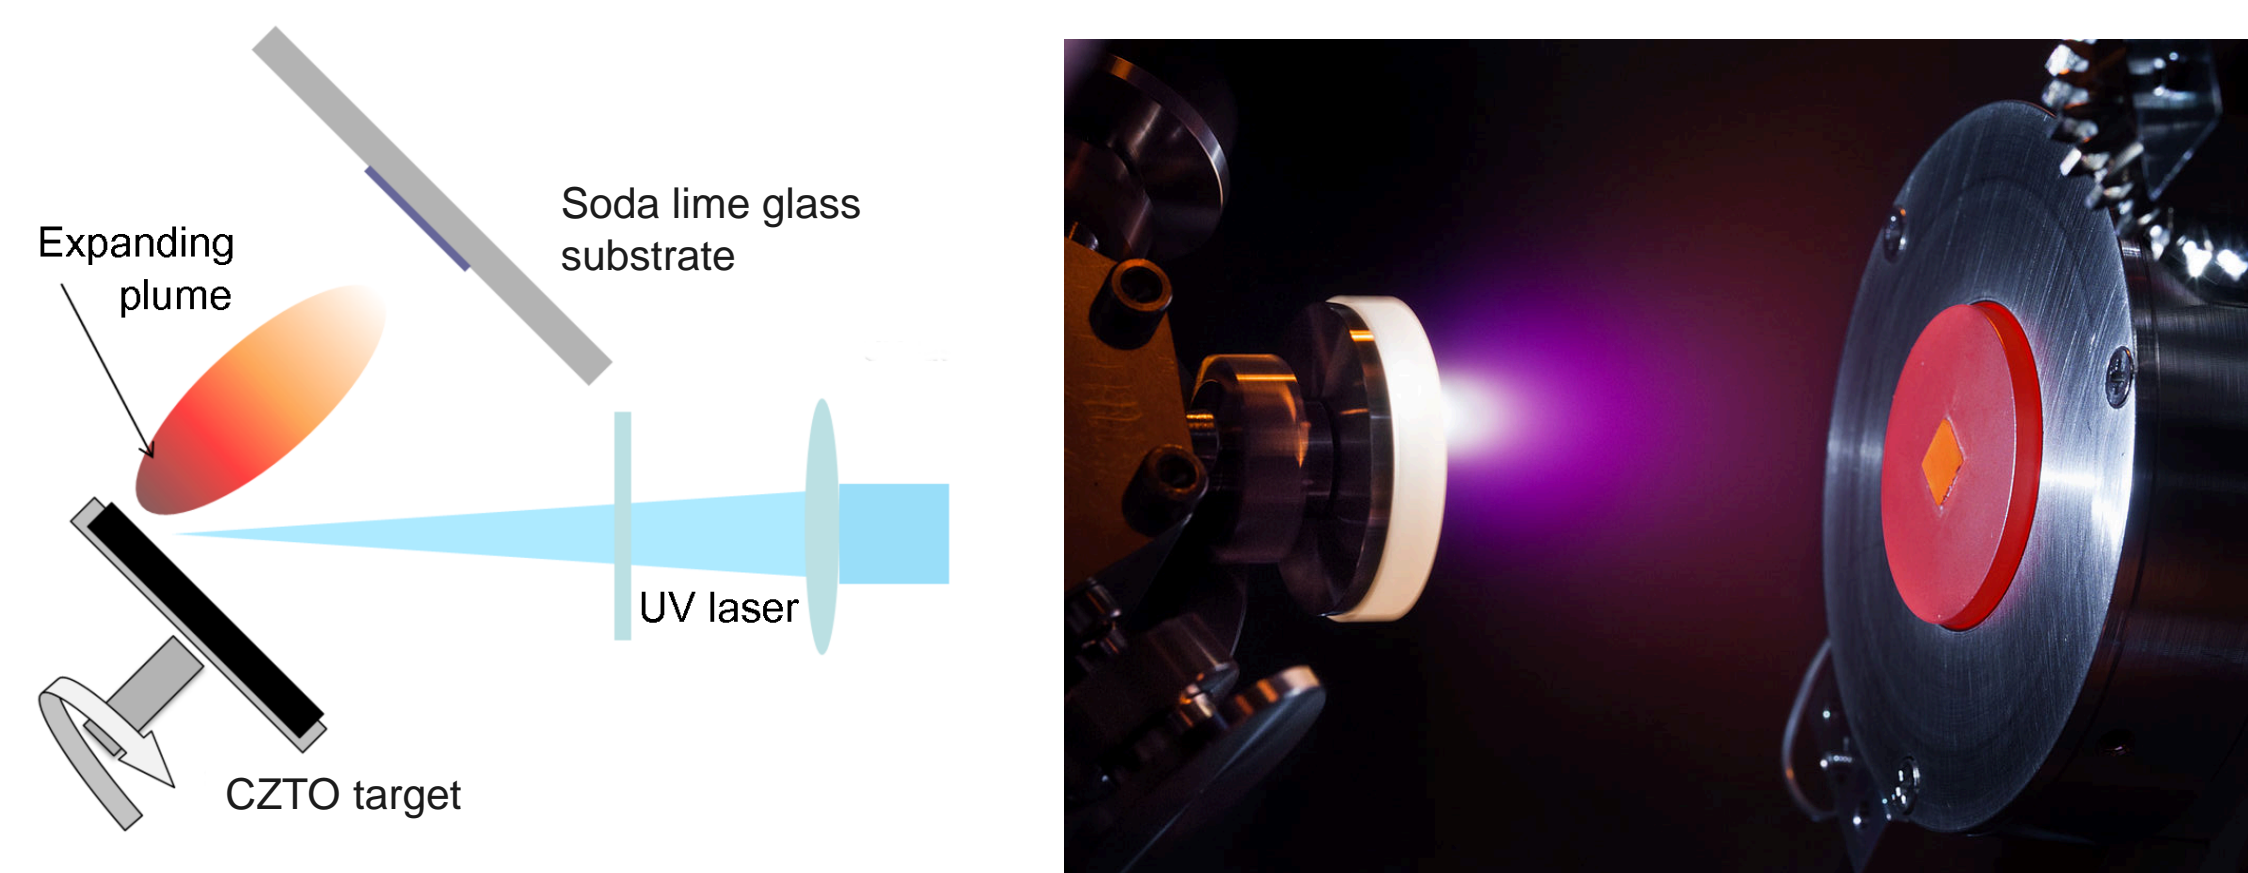 Soda lime glass
substrate
Expanding
plume
UV laser
CZTO target